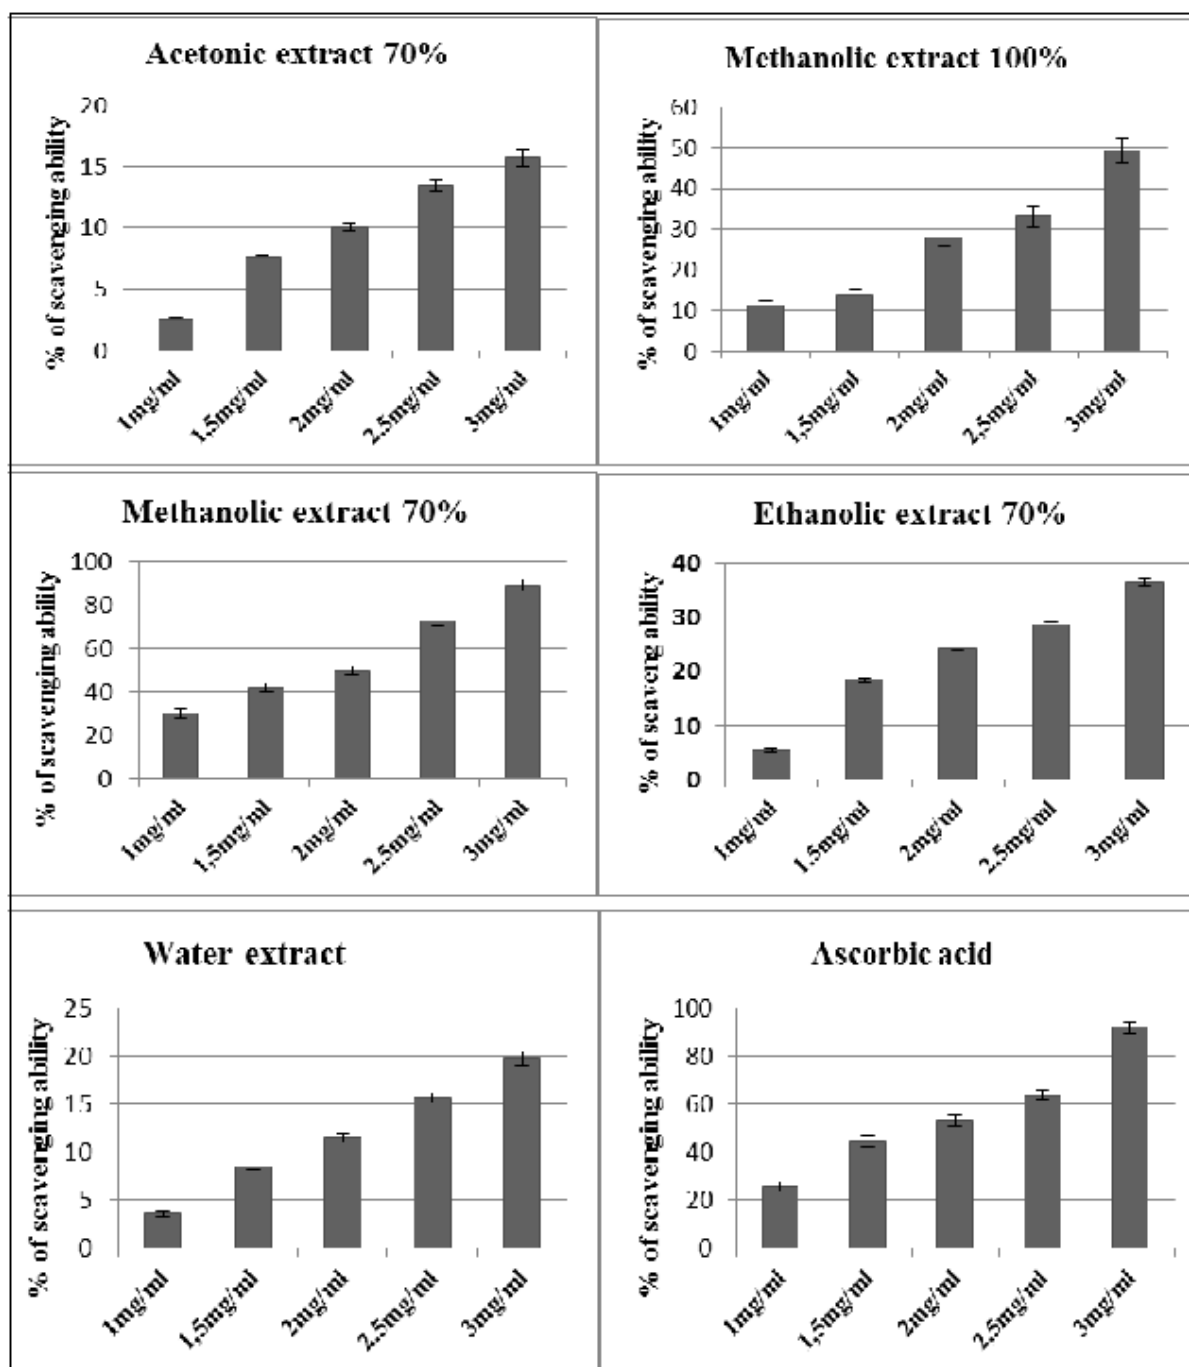 Acetonic extract 70%
% of scavenging ability
20
15
10
5
0
1mg/ml
1,5mg/ml
2mg/ml
2,5mg/ml
3mg/ml
Methanolic extract 100%
% of scavenging ability
60
50
40
30
20
10
0
1mg/ml
1,5mg/ml
2mg/ml
2,5mg/ml
3mg/ml
Methanolic extract 70%
% of scavenging ability
100
80
60
40
20
0
1mg/ml
1,5mg/ml
2mg/ml
2,5mg/ml
3mg/ml
Ethanolic extract 70%
% of scaveng ability
40
30
20
10
0
1mg/ml
1,5mg/ml
2mg/ml
2,5mg/ml
3mg/ml
Water extract
% of scavenging ability
25
20
15
10
5
0
1mg/ml
1,5mg/ml
2mg/ml
2,5mg/ml
3mg/ml
Ascorbic acid
% of scavenging ability
100
80
60
40
20
0
1mg/ml
1,5mg/ml
2mg/ml
2,5mg/ml
3mg/ml